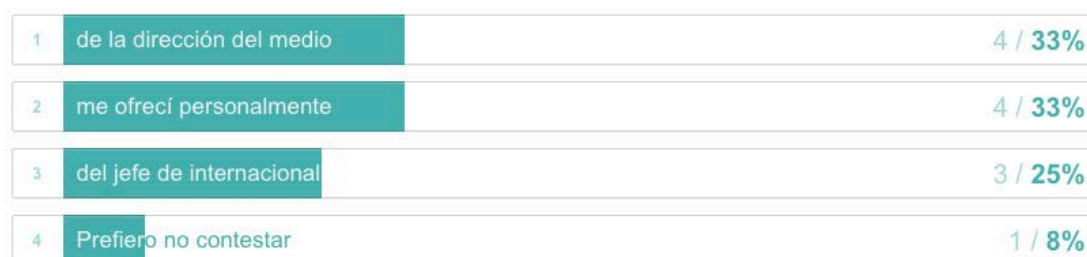 1 de la dirección del medio 4 / 33%
2 me ofrecí personalmente 4 / 33%
3 del jefe de internacional 3 / 25%
4 Prefiero no contestar 1 / 8%